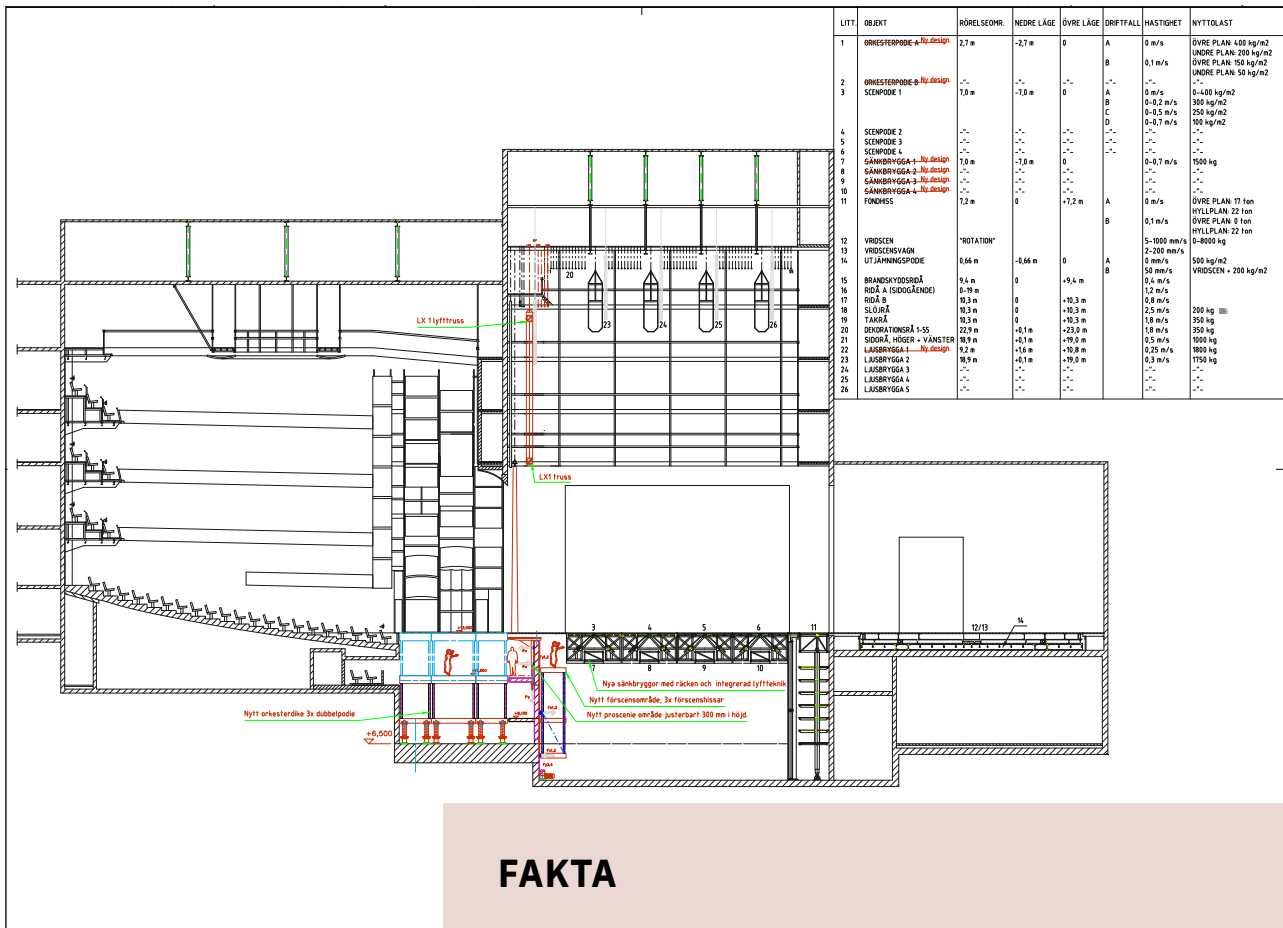 LITT. OBJEKT RÖRELSEOMR. NEDRE LÄGE ÖVRE LÄGE DRIFTFALL HASTIGHET NYTTOLAST
1 ORKESTERPODIE A Ny design. 2,7 m -2,7 m 0 A 0 m/s ÖVRE PLAN: 400 kg/m2
UNDRE PLAN: 200 kg/m2
B 0,1 m/s ÖVRE PLAN: 150 kg/m2
UNDRE PLAN: 50 kg/m2
2 ORKESTERPODIE B Ny design. -"- -"- -"- -"- -"- -"-
3 SCENPODIE 1 7,0 m -7,0 m 0 A 0 m/s 0-400 kg/m2
B 0-0,2 m/s 300 kg/m2
C 0-0,5 m/s 250 kg/m2
D 0-0,7 m/s 100 kg/m2
4 SCENPODIE 2 -"- -"- -"- -"- -"- -"-
5 SCENPODIE 3 -"- -"- -"- -"- -"- -"-
6 SCENPODIE 4 -"- -"- -"- -"- -"- -"-
7 SÄNKBRYGGA 1 Ny design. 7,0 m -7,0 m 0 0-0,7 m/s 1500 kg
8 SÄNKBRYGGA 2 Ny design. -"- -"- -"- -"- -"-
9 SÄNKBRYGGA 3 Ny design. -"- -"- -"- -"- -"-
10 SÄNKBRYGGA 4 Ny design. -"- -"- -"- -"- -"-
11 FONDHISS 7,2 m 0 +7,2 m A 0 m/s ÖVRE PLAN: 17 ton
HYLLPLAN: 22 ton
B 0,1 m/s ÖVRE PLAN: 0 ton
HYLLPLAN: 22 ton
12 VRIDSCEN "ROTATION" 5-1000 mm/s 0-8000 kg
13 VRIDSCENSVAGN 2-200 mm/s
14 UTJÄMNINGSPODIE 0,66 m -0,66 m 0 A 0 mm/s 500 kg/m2
B 50 mm/s VRIDSCEN + 200 kg/m2
15 BRANDSKYDDSRIDÅ 9,4 m 0 +9,4 m 0,4 m/s
16 RIDÅ A (SIDOGÅENDE) 0-19 m 1,2 m/s
17 RIDÅ B 10,3 m 0 +10,3 m 0,8 m/s
18 SLÖJRÅ 10,3 m 0 +10,3 m 2,5 m/s 200 kg
19 TAKRÅ 10,3 m 0 +10,3 m 1,8 m/s 350 kg
20 DEKORATIONSRÅ 1-55 22,9 m +0,1 m +23,0 m 1,8 m/s 350 kg
21 SIDORÅ, HÖGER + VÄNSTER 18,9 m +0,1 m +19,0 m 0,5 m/s 1000 kg
22 LJUSBRYGGA 1 Ny design. 9,2 m +1,6 m +10,8 m 0,25 m/s 1800 kg
23 LJUSBRYGGA 2 18,9 m +0,1 m +19,0 m 0,3 m/s 1750 kg
24 LJUSBRYGGA 3 -"- -"- -"- -"- -"-
25 LJUSBRYGGA 4 -"- -"- -"- -"- -"-
26 LJUSBRYGGA 5 -"- -"- -"- -"- -"-
20
LX 1 lyfttruss
23 24 25 26
LX1 truss
3 4 5 6 11 12/13 14
7 8 9 10
Nya sänkbryggor med räcken och integrerad lyftteknik
Nytt förscensområde, 3x förscenshissar
Nytt orkesterdike 3x dubbelpodie
Nytt proscenie område justerbart 300 mm i höjd.
+6,500
FAKTA